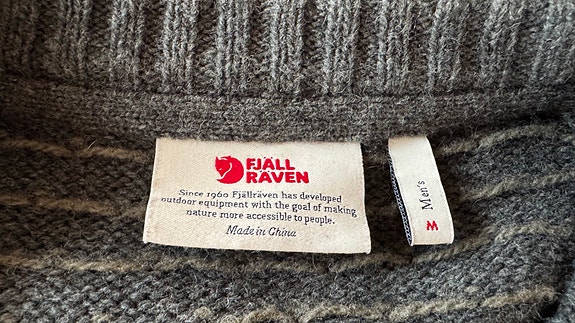 FJÄLL
RÄVEN
Since 1960 Fjällräven has developed
outdoor equipment with the goal of making
nature more accessible to people.
Made in China
Men's
M